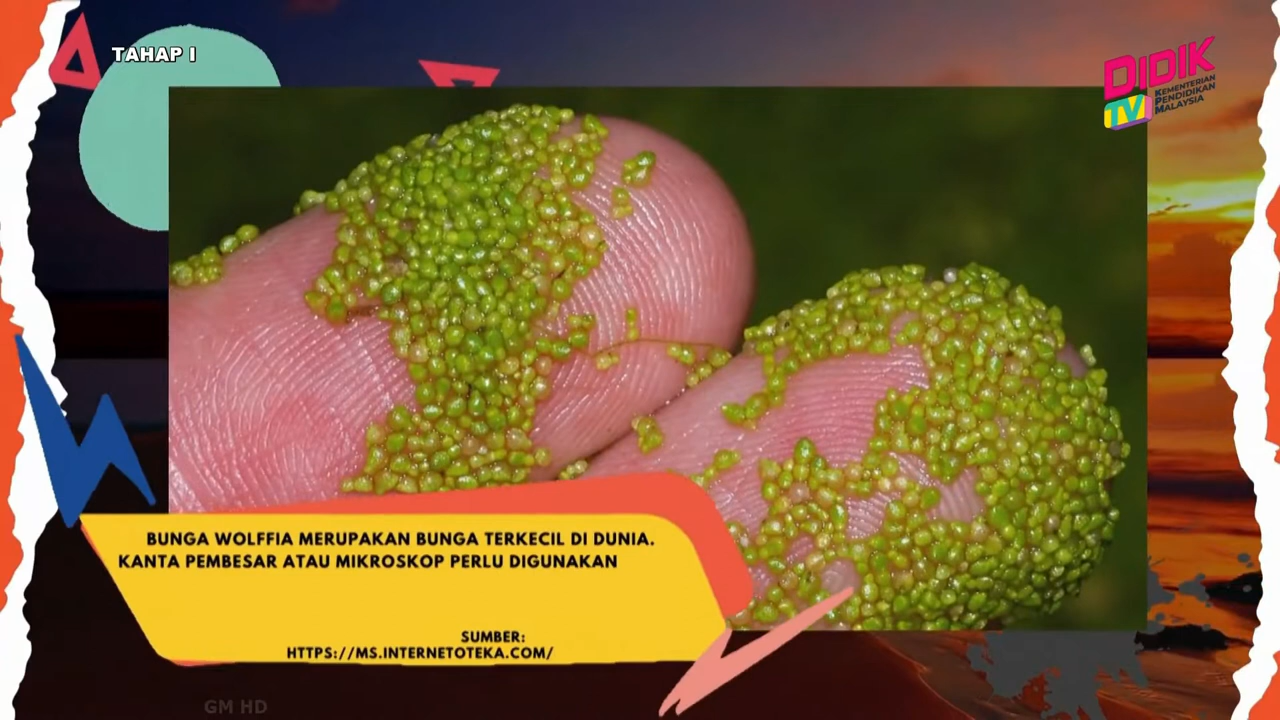 TAHAP I
DIDIK
TV
KEMENTERIAN
PENDIDIKAN
MALAYSIA
BUNGA WOLFFIA MERUPAKAN BUNGA TERKECIL DI DUNIA.
KANTA PEMBESAR ATAU MIKROSKOP PERLU DIGUNAKAN
SUMBER:
HTTPS://MS.INTERNETOTEKA.COM/
GM HD